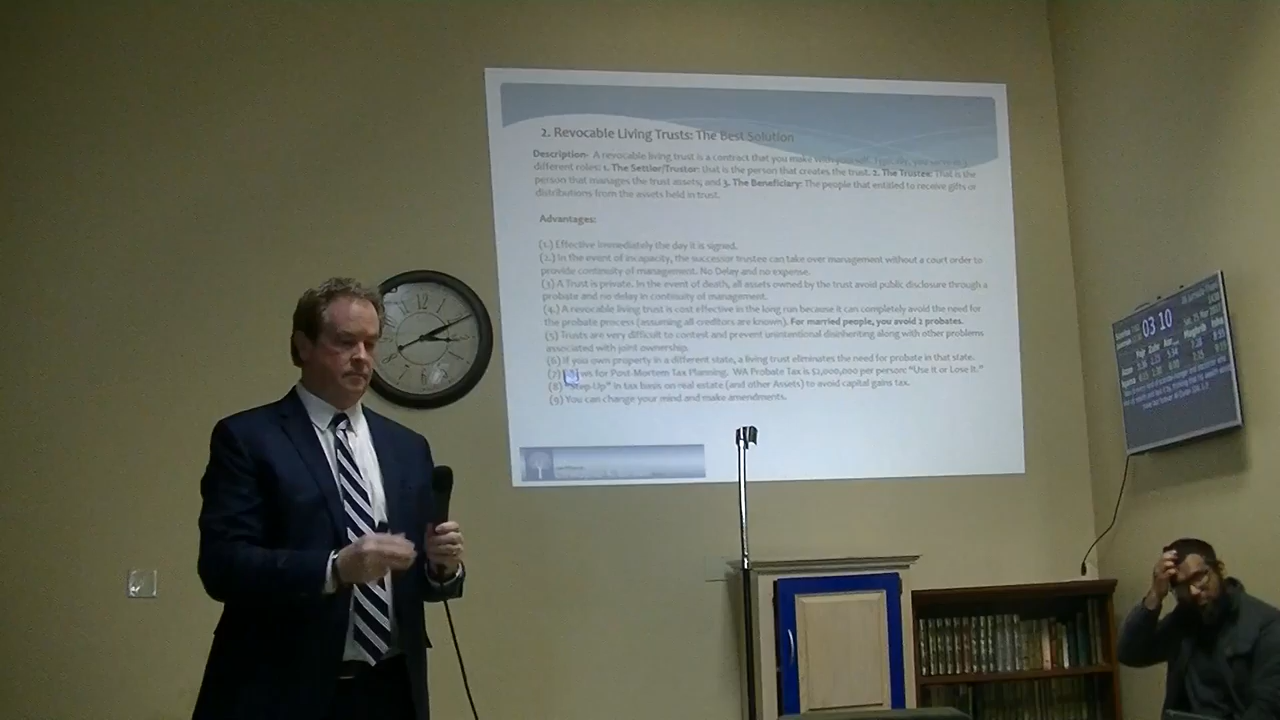 2. Revocable Living Trusts: The Best Solution
Description- A revocable living trust is a contract that you make with yourself. Typically, you serve in 3
different roles: 1. The Settlor/Trustor: that is the person that creates the trust. 2. The Trustee: That is the
person that manages the trust assets; and 3. The Beneficiary: The people that entitled to receive gifts or
distributions from the assets held in trust.
Advantages:
(1.) Effective immediately the day it is signed.
(2.) In the event of incapacity, the successor trustee can take over management without a court order to
provide continuity of management. No Delay and no expense.
(3) A Trust is private. In the event of death, all assets owned by the trust avoid public disclosure through a
probate and no delay in continuity of management.
(4.) A revocable living trust is cost effective in the long run because it can completely avoid the need for
the probate process (assuming all creditors are known). For married people, you avoid 2 probates.
(5) Trusts are very difficult to contest and prevent unintentional disinheriting along with other problems
associated with joint ownership.
(6) If you own property in a different state, a living trust eliminates the need for probate in that state.
(7) for Post-Mortem Tax Planning. WA Probate Tax is $2,000,000 per person: "Use it or Lose it."
(8) "Step-Up" in tax basis on real estate (and other Assets) to avoid capital gains tax.
(9) You can change your mind and make amendments.
03 10